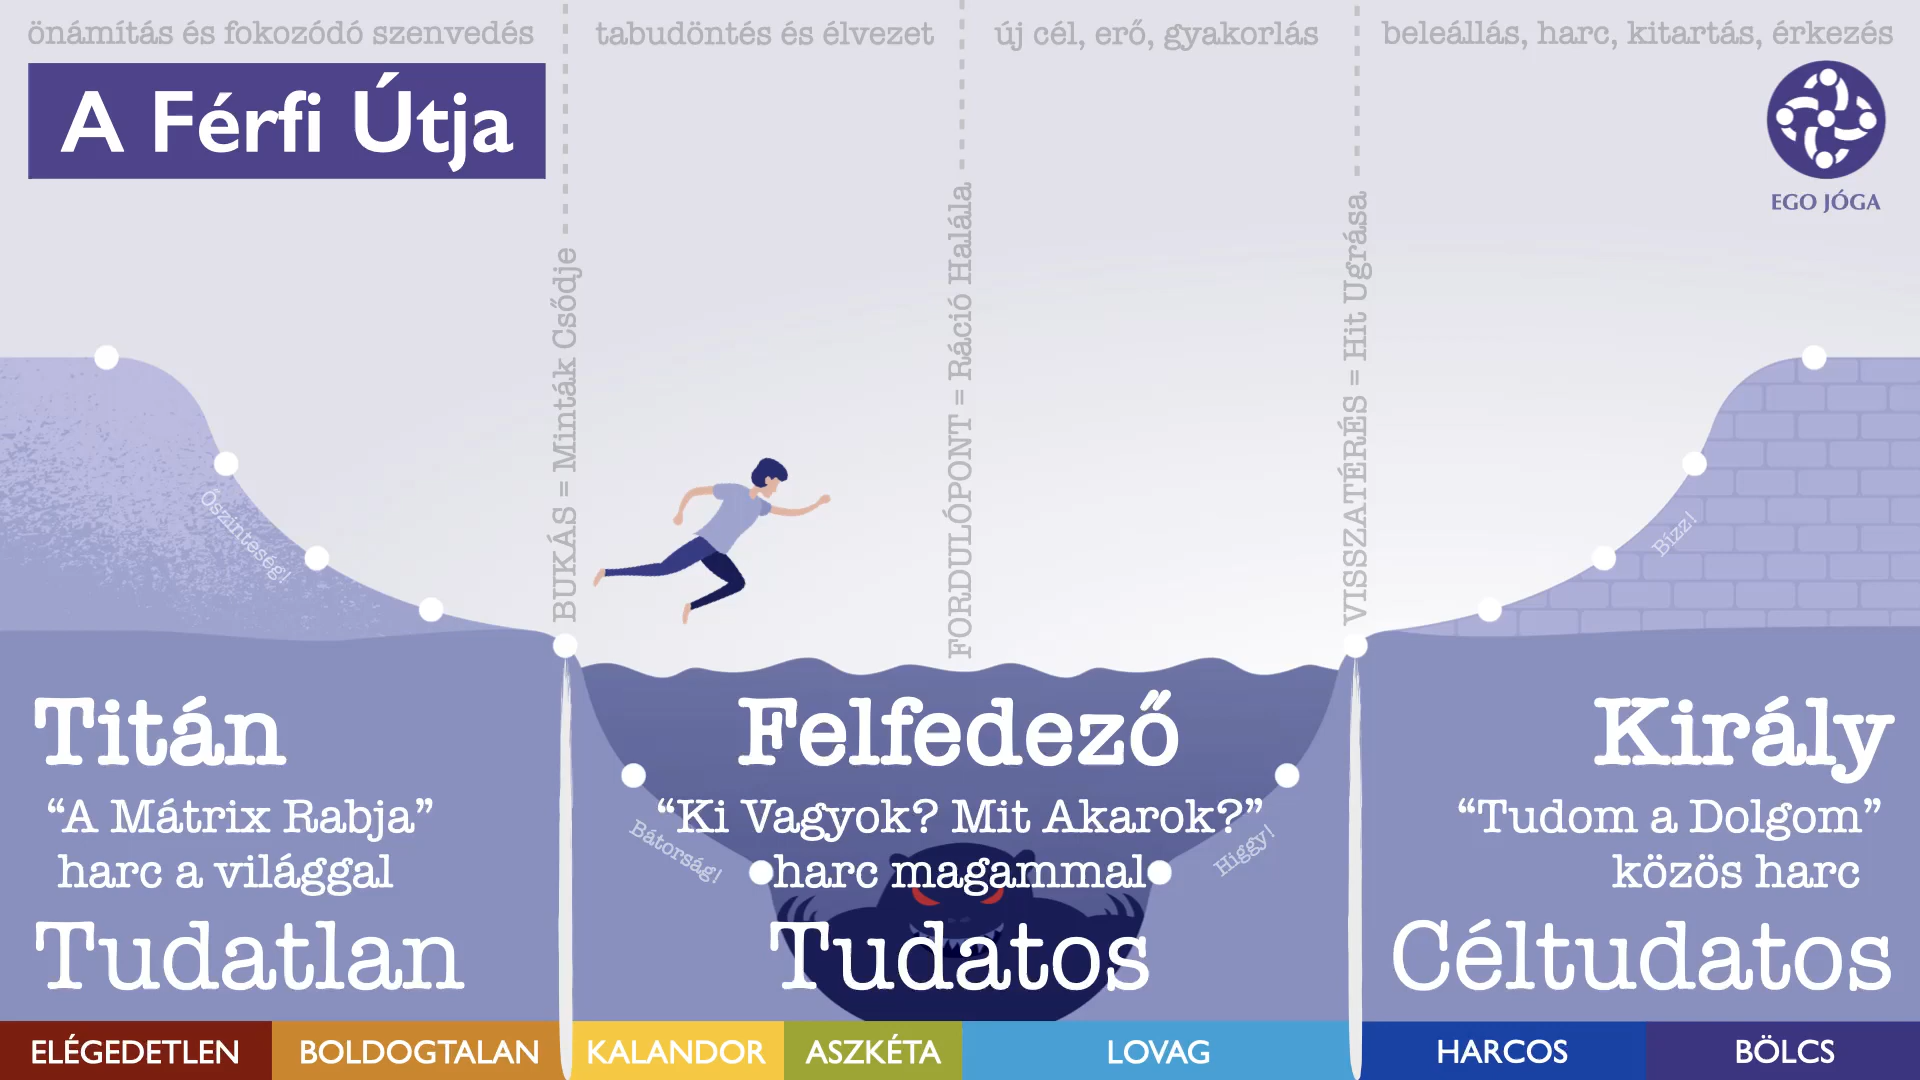 önámítás és fokozódó szenvedés
tabudöntés és élvezet
új cél, erő, gyakorlás
beleállás, harc, kitartás, érkezés
A Férfi Útja
EGO JÓGA
BUKÁS = Minták Csődje
FORDULÓPONT = Ráció Halála
VISSZATÉRÉS = Hit Ugrása
Őszinteség!
Bátorság!
Higgy!
Bízz!
Titán
"A Mátrix Rabja"
harc a világgal
Tudatlan
Felfedező
"Ki Vagyok? Mit Akarok?"
harc magammal
Tudatos
Király
"Tudom a Dolgom"
közös harc
Céltudatos
ELÉGEDETLEN
BOLDOGTALAN
KALANDOR
ASZKÉTA
LOVAG
HARCOS
BÖLCS